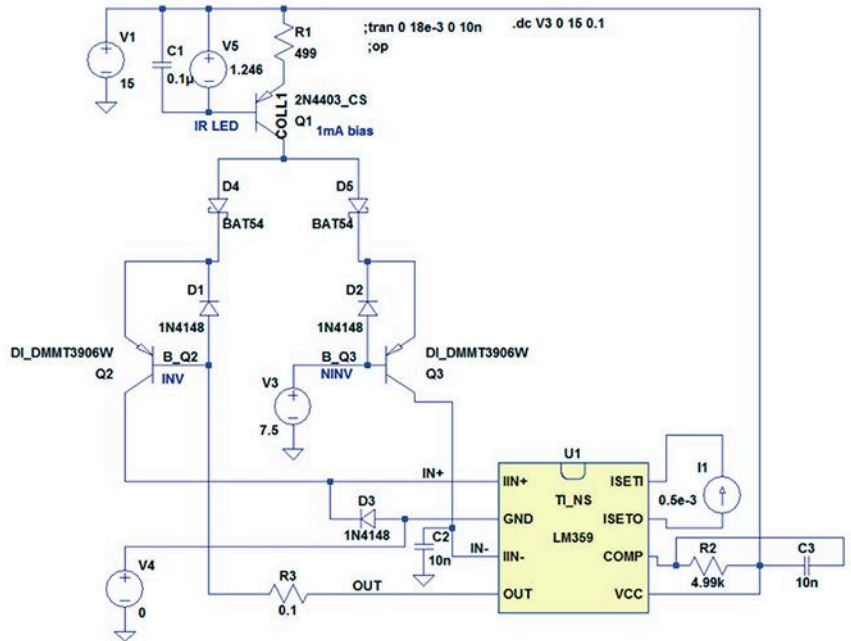 ;tran 0 18e-3 0 10n
.dc V3 0 15 0.1
;op
V1
15
C1
0.1µ
V5
1.246
R1
499
2N4403_CS
Q1
COLL1
IR LED
1mA bias
D4
BAT54
D5
BAT54
D1
1N4148
D2
1N4148
DI_DMMT3906W
Q2
B_Q2
INV
B_Q3
NINV
DI_DMMT3906W
Q3
V3
7.5
U1
IN+
IIN+
ISETI
I1
TI_NS
0.5e-3
D3
1N4148
GND
ISETO
LM359
C2
10n
IN-
IIN-
COMP
R2
4.99k
C3
10n
V4
0
R3
0.1
OUT
OUT
VCC